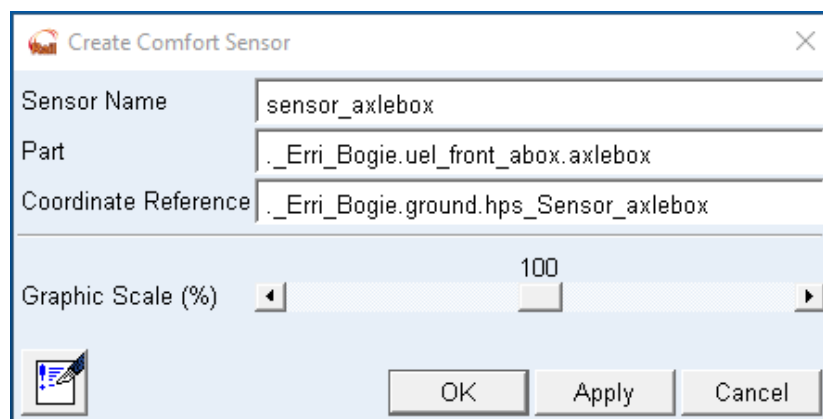 Create Comfort Sensor
Sensor Name sensor_axlebox
Part ._Erri_Bogie.uel_front_abox.axlebox
Coordinate Reference ._Erri_Bogie.ground.hps_Sensor_axlebox
100
Graphic Scale (%)
OK Apply Cancel